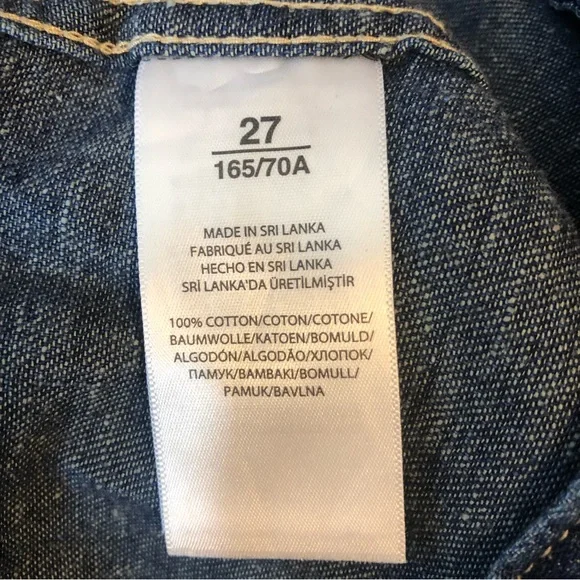 27
165/70A
MADE IN SRI LANKA
FABRIQUÉ AU SRI LANKA
HECHO EN SRI LANKA
SRİ LANKA'DA ÜRETİLMİŞTİR
100% COTTON/COTON/COTONE/
BAUMWOLLE/KATOEN/BOMULD/
ALGODÓN/ALGODÃO/ХЛОПОК/
ПАМУК/BAMBAKI/BOMULL/
PAMUK/BAVLNA